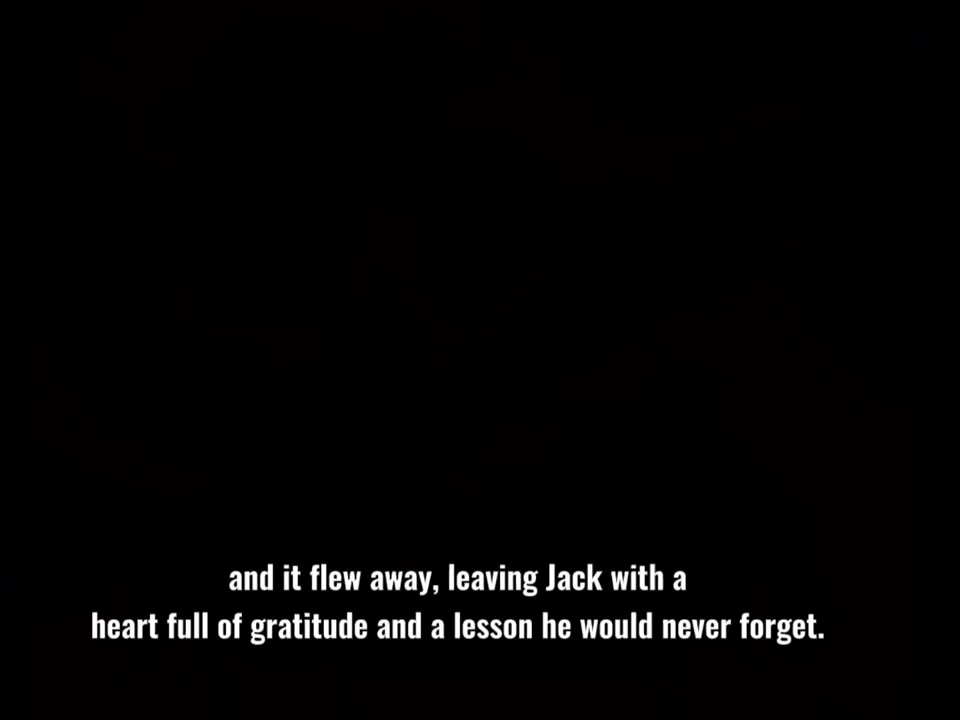 and it flew away, leaving Jack with a
heart full of gratitude and a lesson he would never forget.